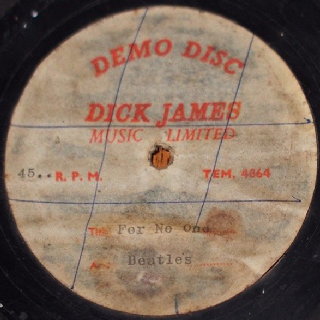 DEMO DISC
DICK JAMES
MUSIC LIMITED
45.. R. P. M. TEM. 4864
For No One
Beatles